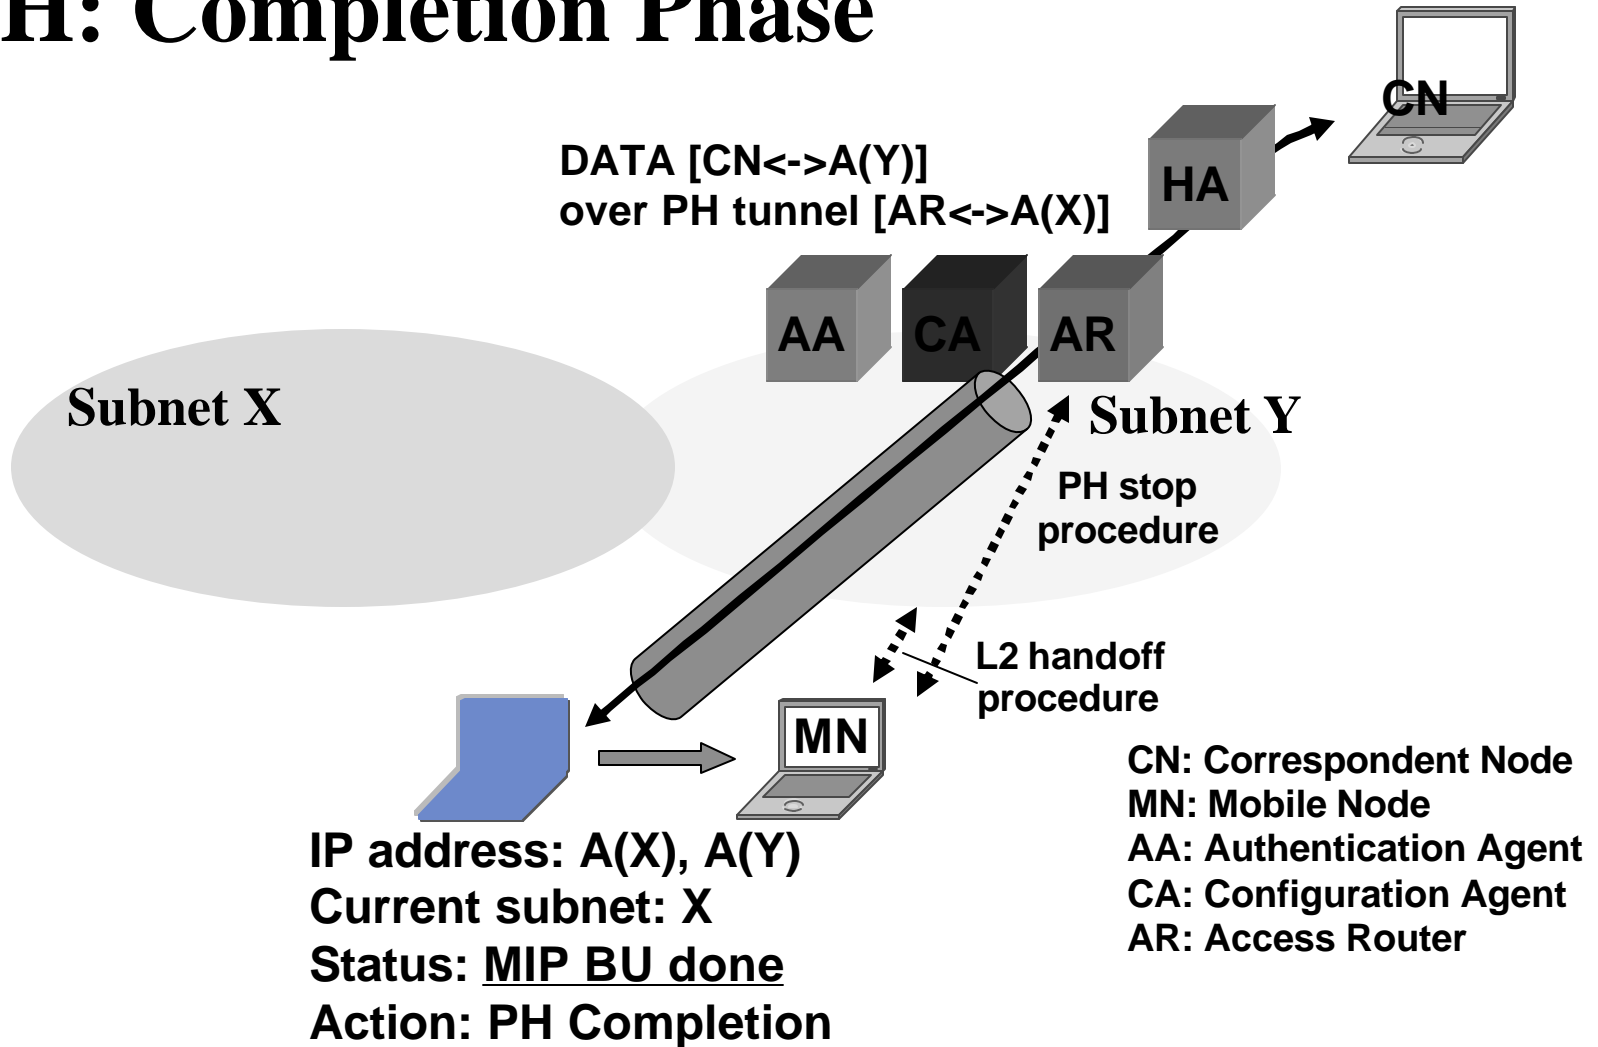 H: Completion Phase
CN
DATA [CN<->A(Y)]
over PH tunnel [AR<->A(X)]
HA
AA
CA
AR
Subnet X
Subnet Y
PH stop
procedure
L2 handoff
procedure
MN
IP address: A(X), A(Y)
Current subnet: X
Status: MIP BU done
Action: PH Completion
CN: Correspondent Node
MN: Mobile Node
AA: Authentication Agent
CA: Configuration Agent
AR: Access Router